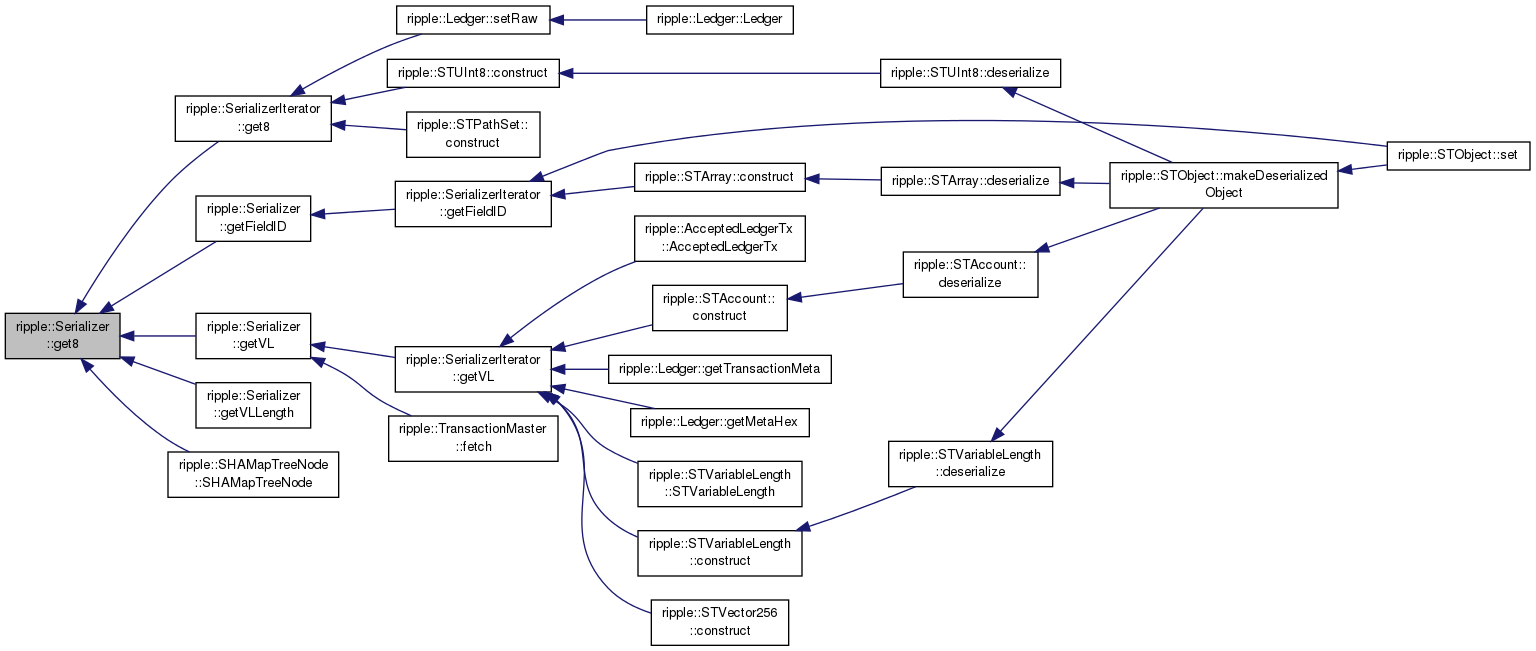 ripple::Ledger::setRaw
ripple::Ledger::Ledger
ripple::STUInt8::construct
ripple::STUInt8::deserialize
ripple::SerializerIterator
::get8
ripple::STPathSet::
construct
ripple::STObject::set
ripple::STArray::construct
ripple::STArray::deserialize
ripple::STObject::makeDeserialized
Object
ripple::SerializerIterator
::getFieldID
ripple::Serializer
::getFieldID
ripple::AcceptedLedgerTx
::AcceptedLedgerTx
ripple::STAccount::
deserialize
ripple::STAccount::
construct
ripple::Serializer
::get8
ripple::Serializer
::getVL
ripple::SerializerIterator
::getVL
ripple::Ledger::getTransactionMeta
ripple::Serializer
::getVLLength
ripple::Ledger::getMetaHex
ripple::TransactionMaster
::fetch
ripple::STVariableLength
::deserialize
ripple::SHAMapTreeNode
::SHAMapTreeNode
ripple::STVariableLength
::STVariableLength
ripple::STVariableLength
::construct
ripple::STVector256
::construct